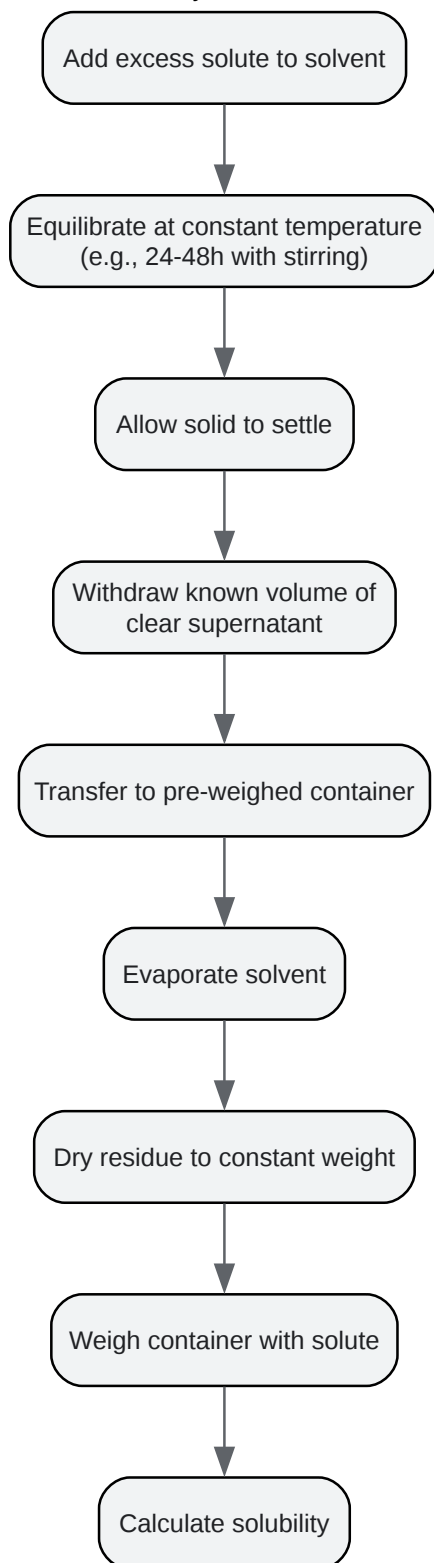 Add excess solute to solvent
Equilibrate at constant temperature
(e.g., 24-48h with stirring)
Allow solid to settle
Withdraw known volume of
clear supernatant
Transfer to pre-weighed container
Evaporate solvent
Dry residue to constant weight
Weigh container with solute
Calculate solubility